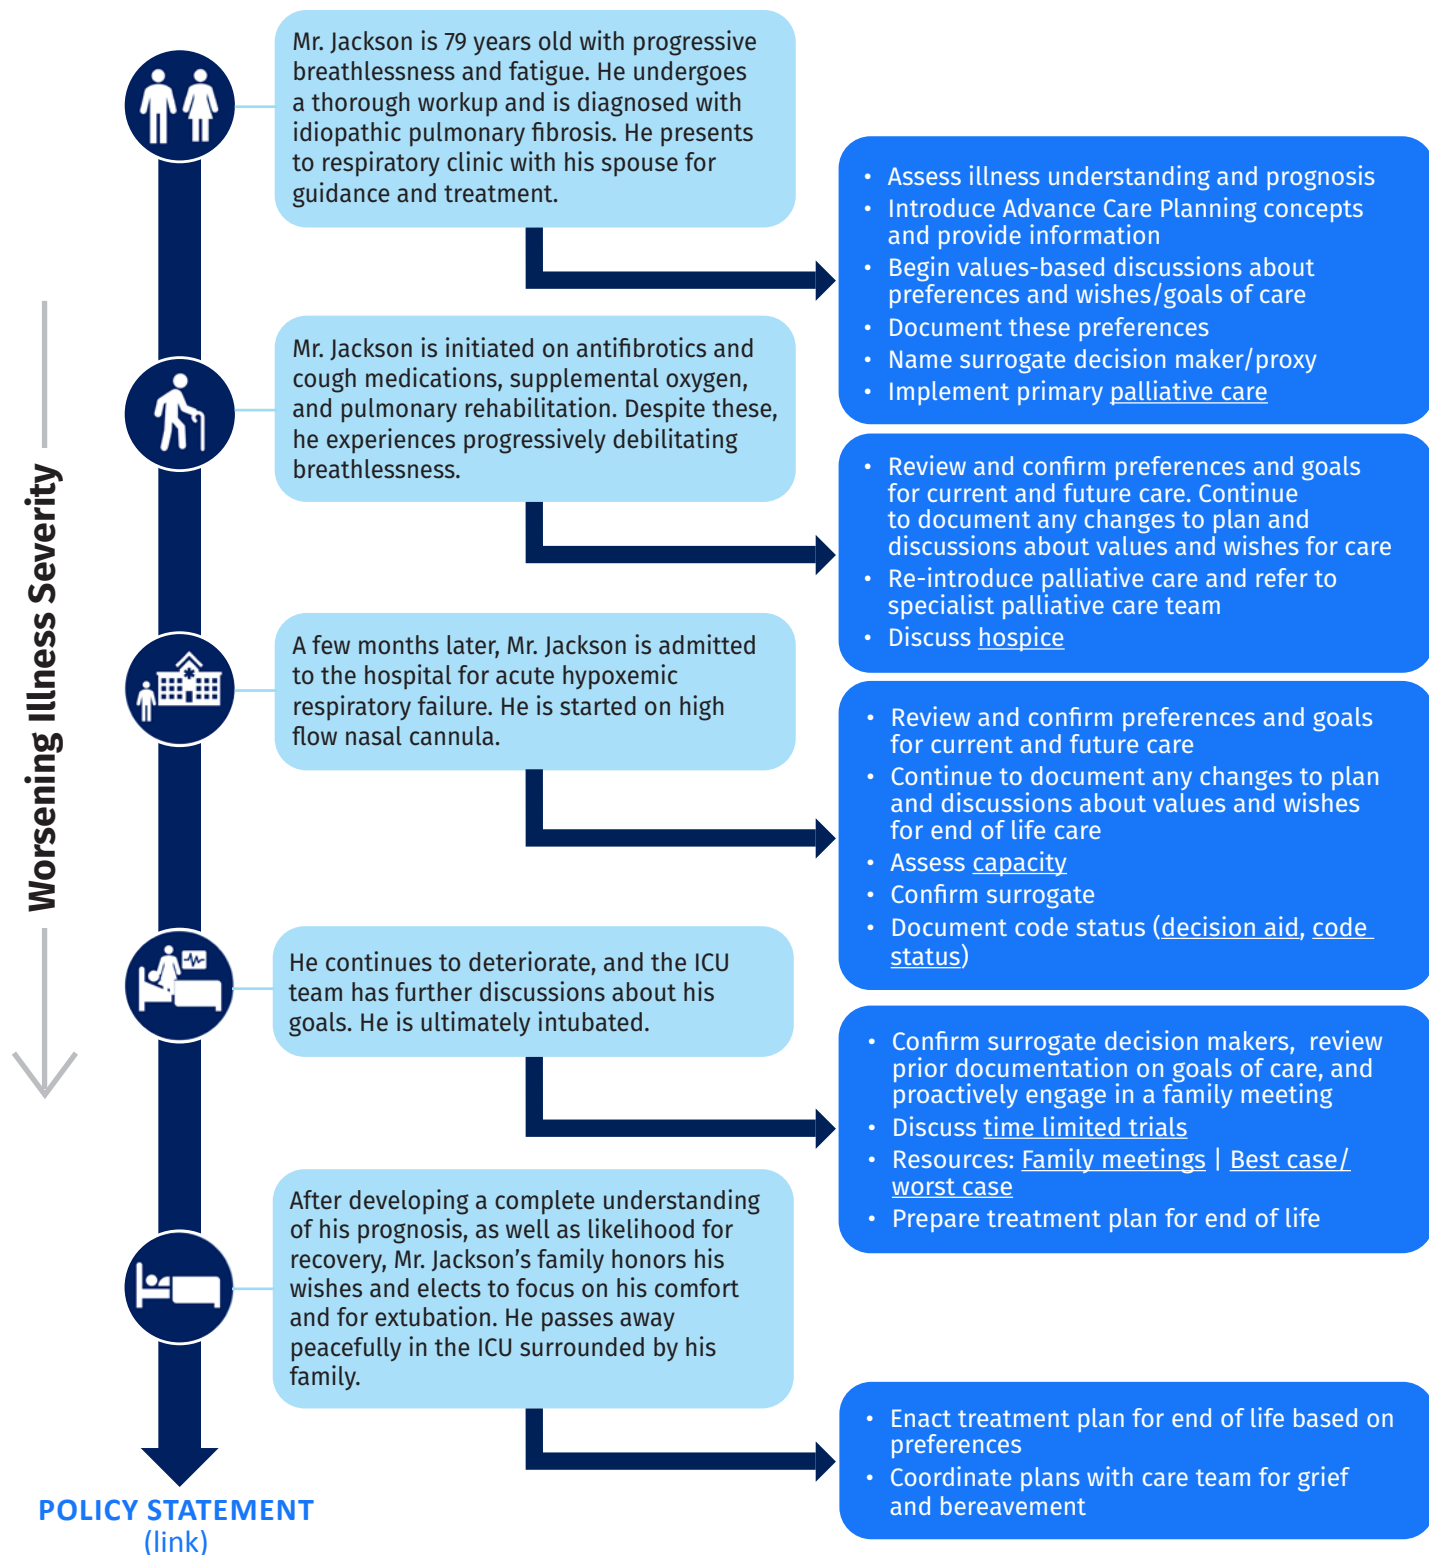 Mr. Jackson is 79 years old with progressive
breathlessness and fatigue. He undergoes
a thorough workup and is diagnosed with
idiopathic pulmonary fibrosis. He presents
to respiratory clinic with his spouse for
guidance and treatment.
• Assess illness understanding and prognosis
• Introduce Advance Care Planning concepts
and provide information
• Begin values-based discussions about
preferences and wishes/goals of care
• Document these preferences
• Name surrogate decision maker/proxy
• Implement primary palliative care
Worsening Illness Severity
Mr. Jackson is initiated on antifibrotics and
cough medications, supplemental oxygen,
and pulmonary rehabilitation. Despite these,
he experiences progressively debilitating
breathlessness.
• Review and confirm preferences and goals
for current and future care. Continue
to document any changes to plan and
discussions about values and wishes for care
• Re-introduce palliative care and refer to
specialist palliative care team
• Discuss hospice
A few months later, Mr. Jackson is admitted
to the hospital for acute hypoxemic
respiratory failure. He is started on high
flow nasal cannula.
• Review and confirm preferences and goals
for current and future care
• Continue to document any changes to plan
and discussions about values and wishes
for end of life care
• Assess capacity
• Confirm surrogate
• Document code status (decision aid, code
status)
He continues to deteriorate, and the ICU
team has further discussions about his
goals. He is ultimately intubated.
• Confirm surrogate decision makers, review
prior documentation on goals of care, and
proactively engage in a family meeting
• Discuss time limited trials
• Resources: Family meetings | Best case/
worst case
• Prepare treatment plan for end of life
After developing a complete understanding
of his prognosis, as well as likelihood for
recovery, Mr. Jackson’s family honors his
wishes and elects to focus on his comfort
and for extubation. He passes away
peacefully in the ICU surrounded by his
family.
• Enact treatment plan for end of life based on
preferences
• Coordinate plans with care team for grief
and bereavement
POLICY STATEMENT
(link)